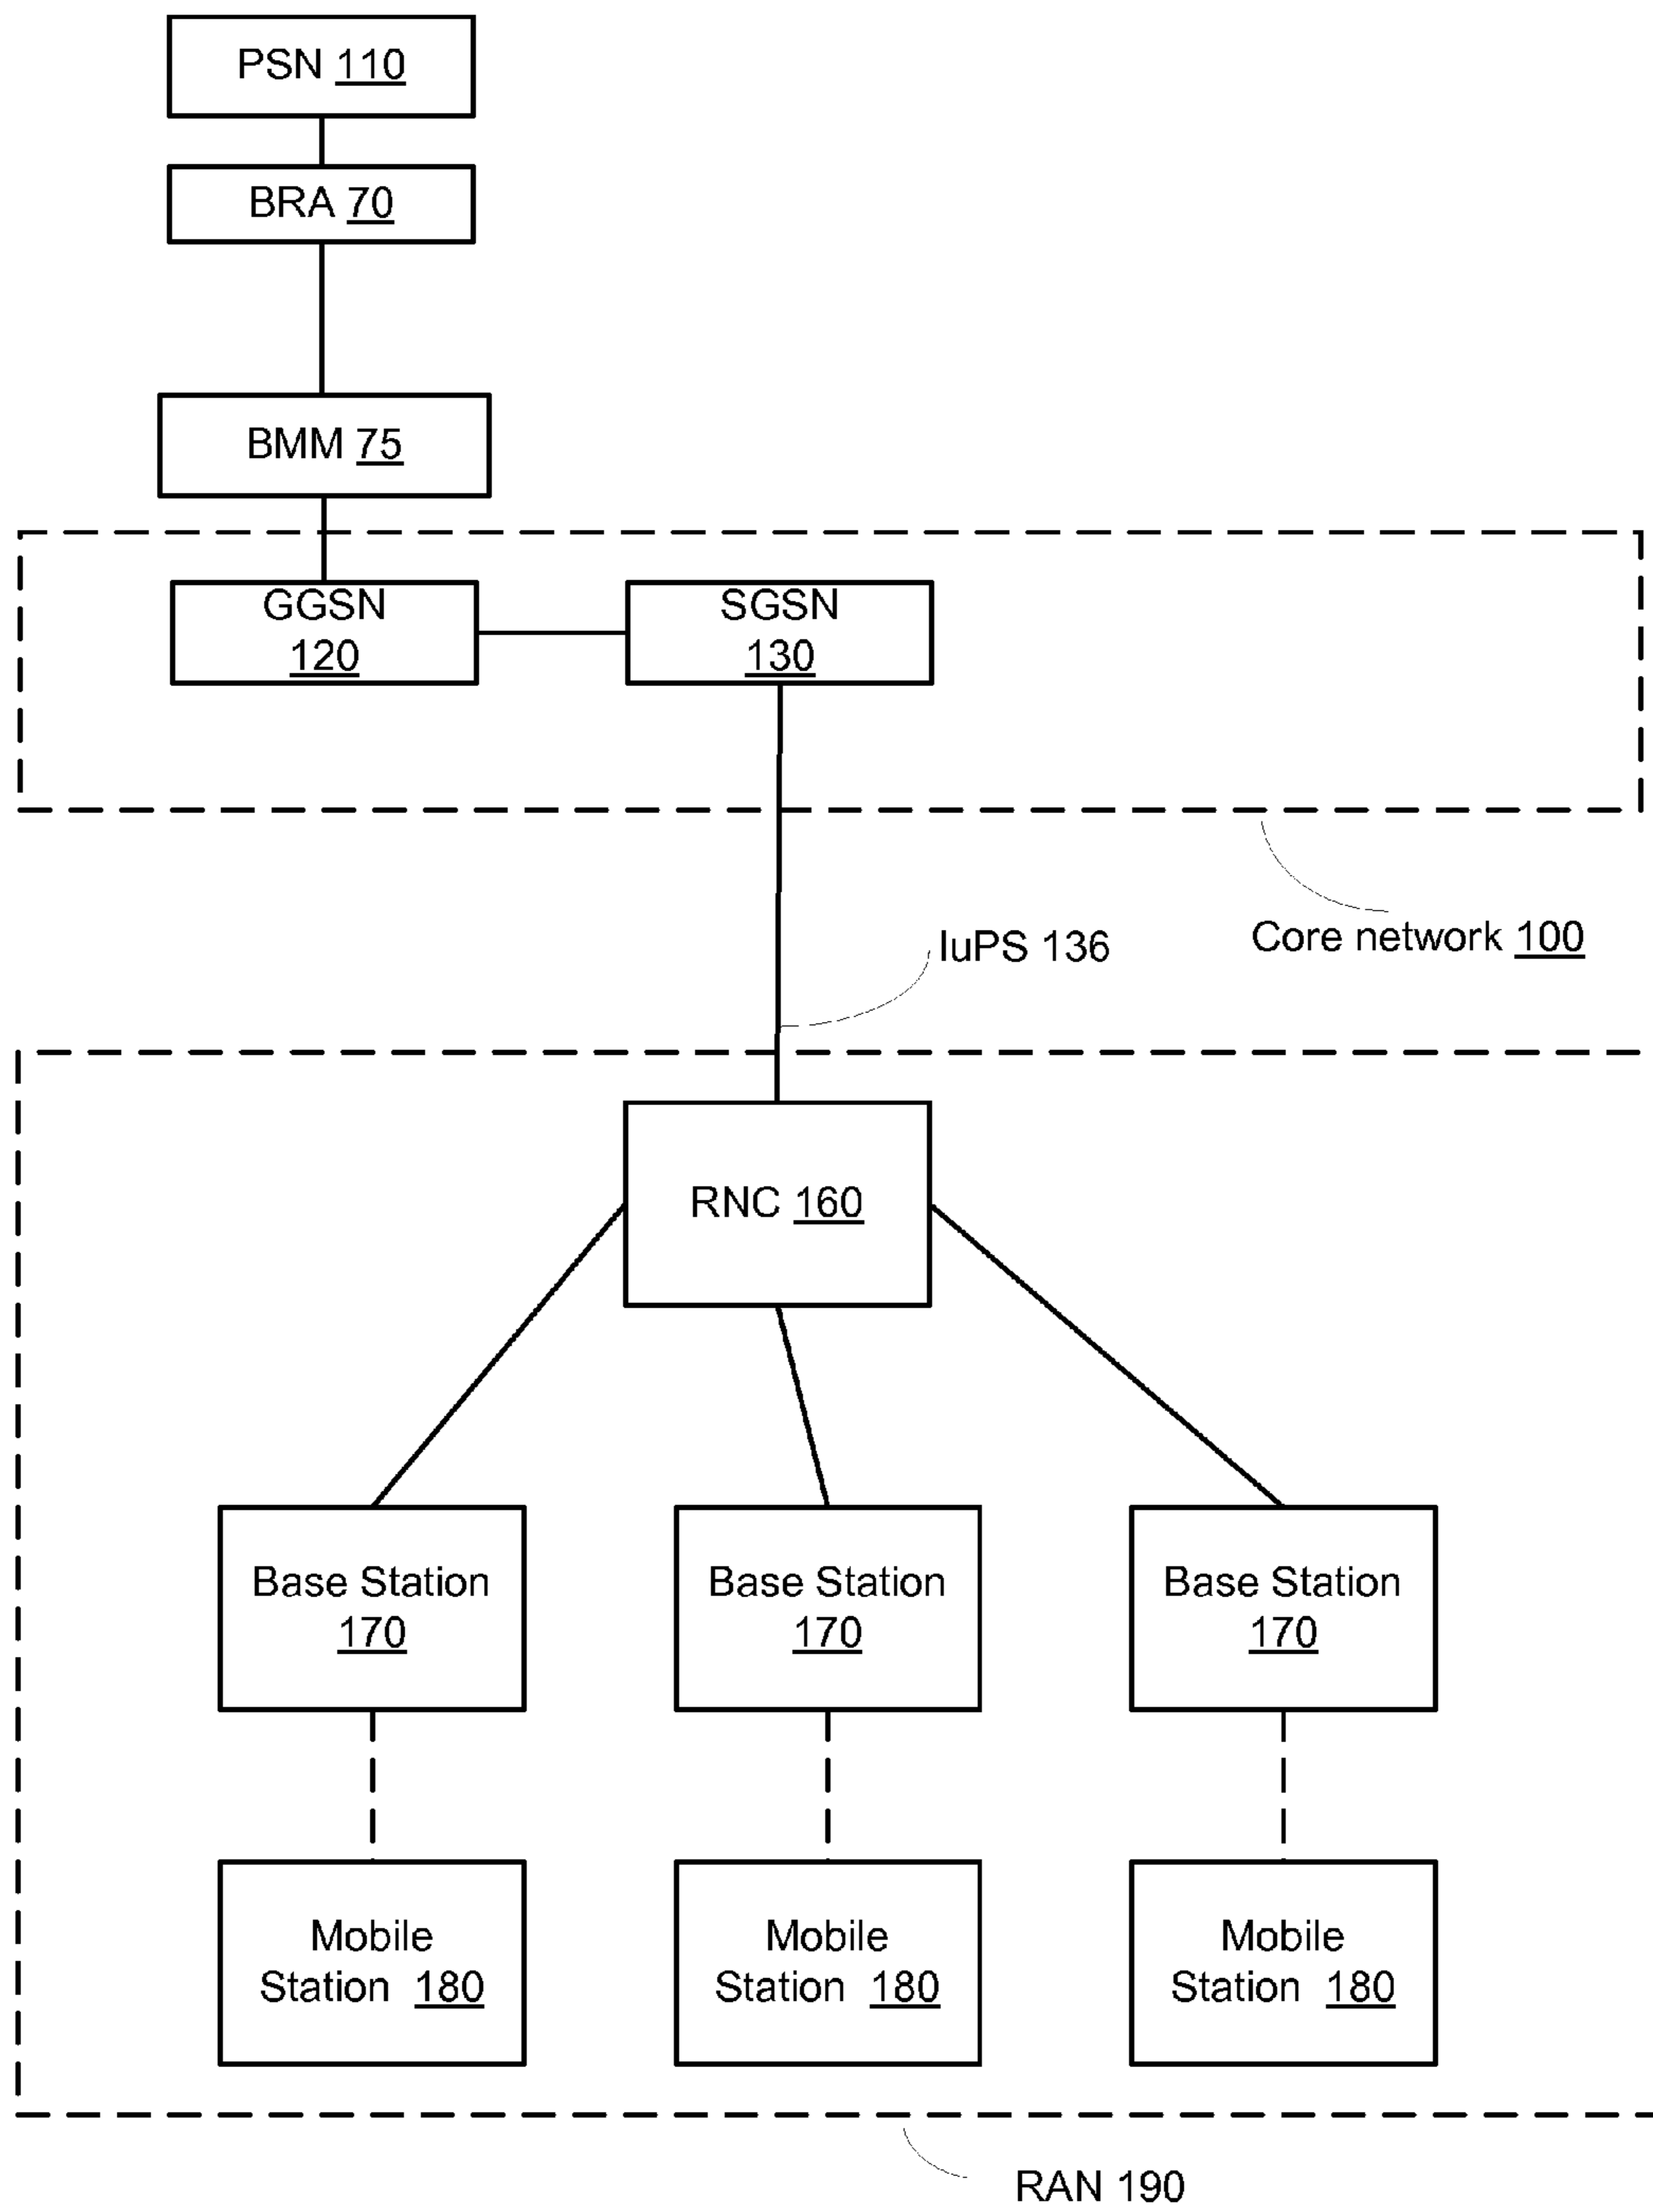 PSN 110
BRA 70
BMM 75
GGSN
120
SGSN
130
Core network 100
IuPS 136
RNC 160
Base Station
170
Base Station
170
Base Station
170
Mobile
Station 180
Mobile
Station 180
Mobile
Station 180
RAN 190